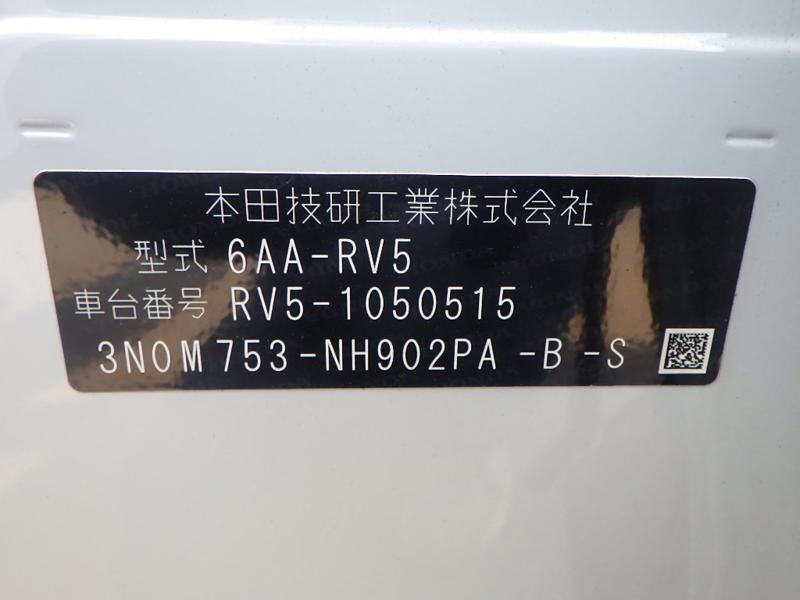 本田技研工業株式会社
型式 6AA-RV5
車台番号 RV5-1050515
3N0M753-NH902PA -B -S